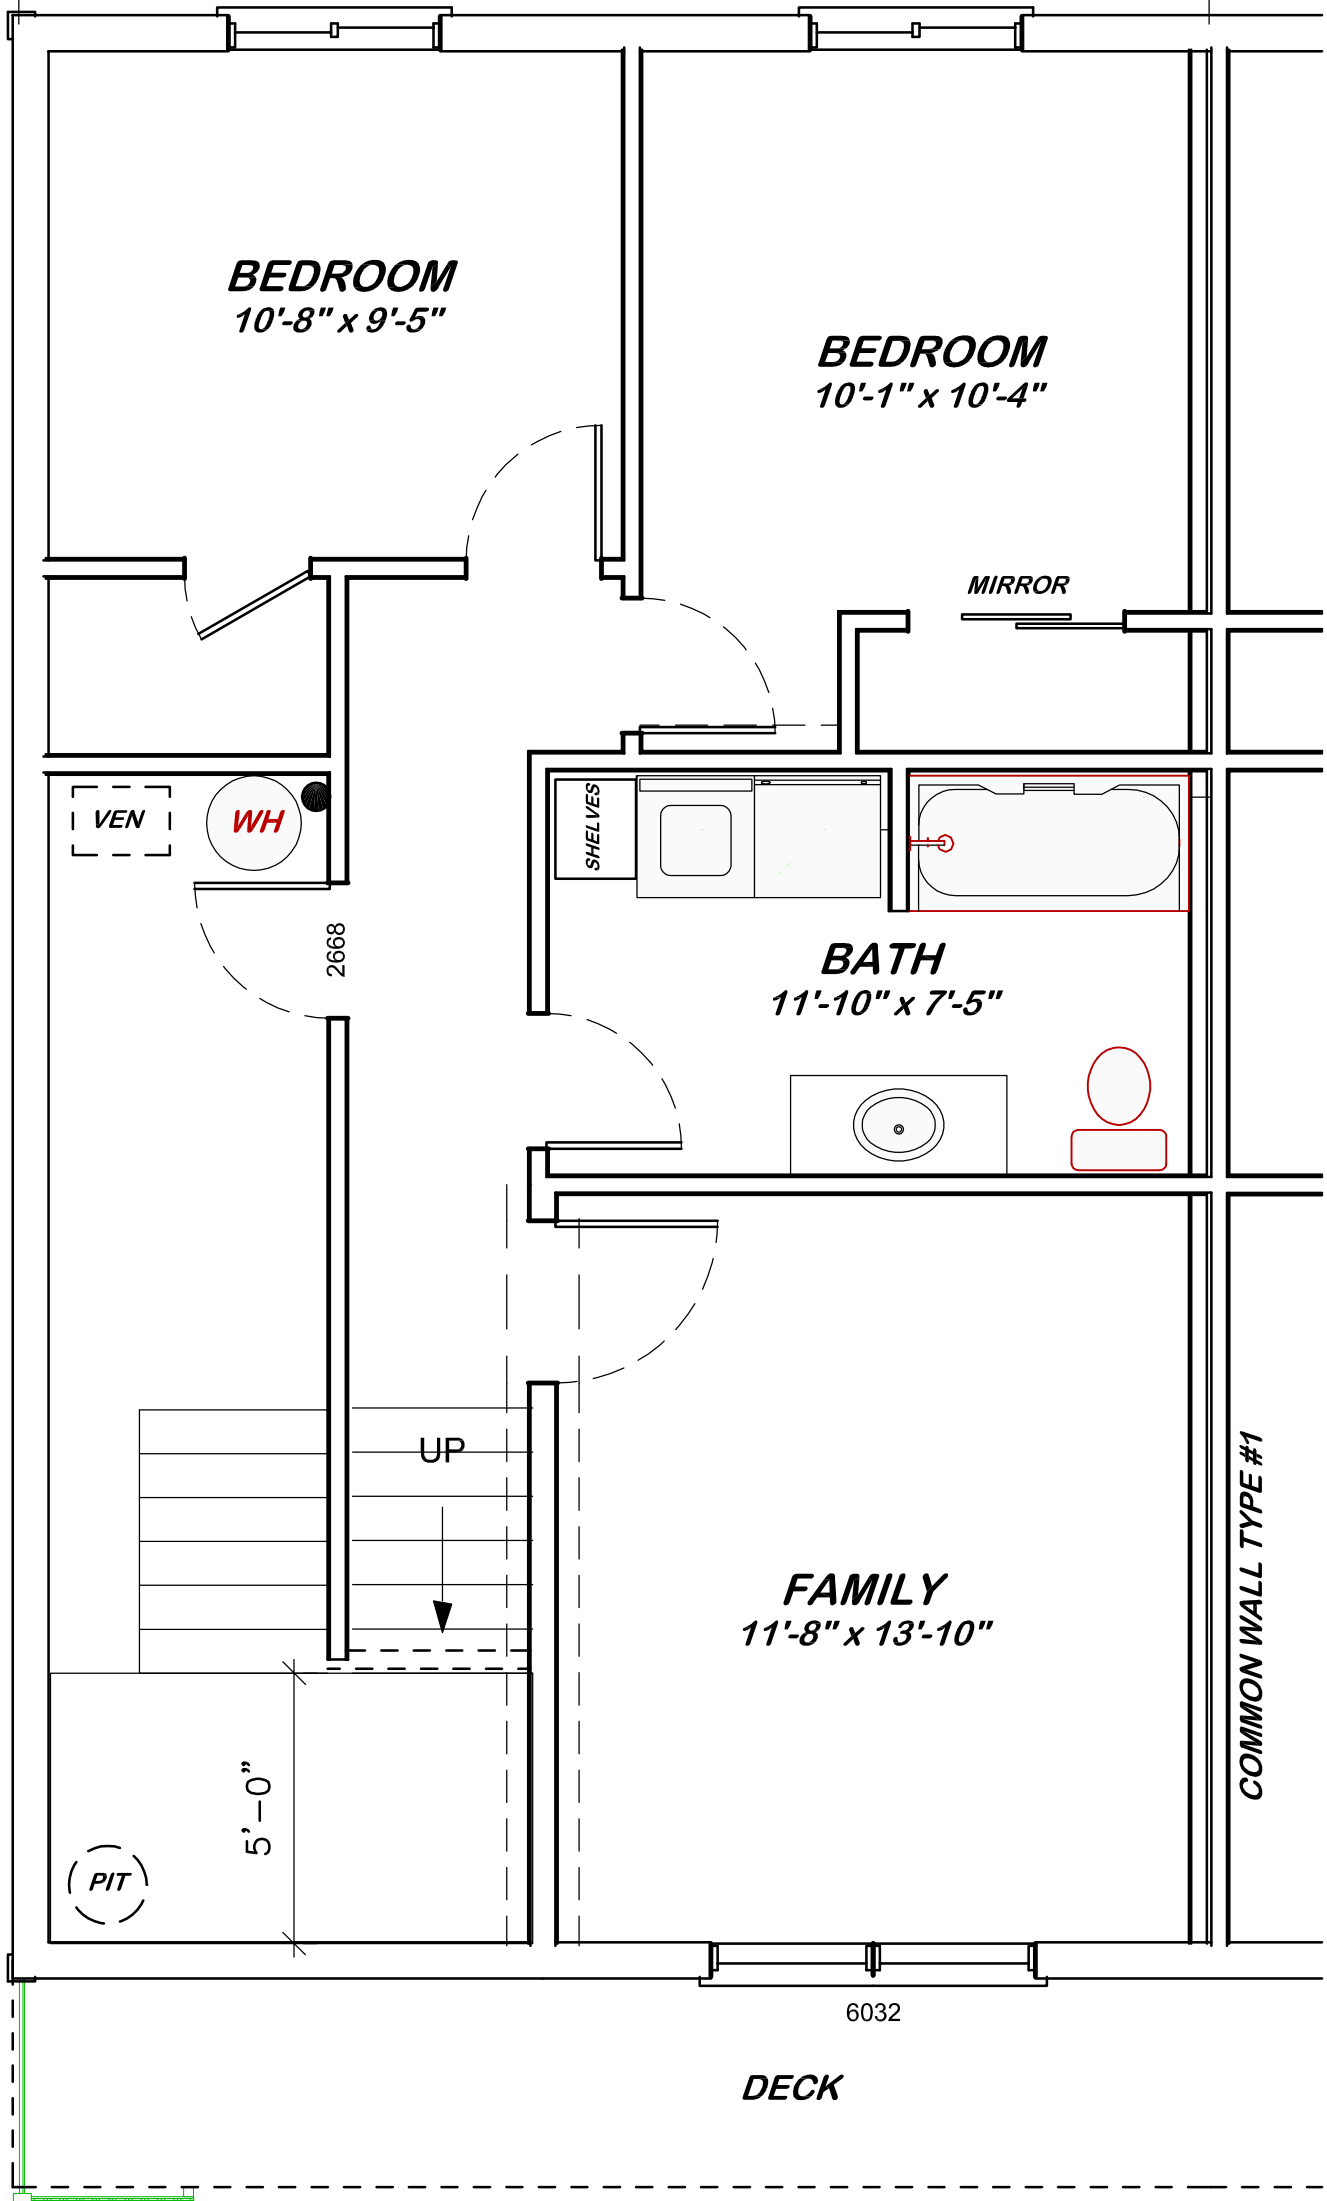 BEDROOM
10'-8" x 9'-5"
BEDROOM
10'-1" x 10'-4"
MIRROR
VEN
WH
SHELVES
2668
BATH
11'-10" x 7'-5"
UP
FAMILY
11'-8" x 13'-10"
COMMON WALL TYPE #1
5'-0"
PIT
6032
DECK